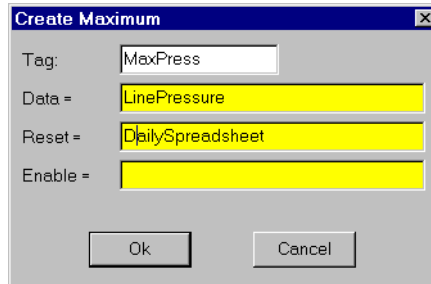 Create Maximum
Tag: MaxPress
Data = LinePressure
Reset = DailySpreadsheet
Enable =
Ok Cancel